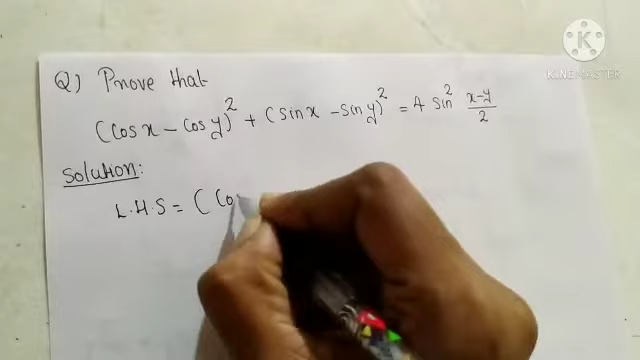 KINEMASTER
Q) Prove that
(cos x - cos y)² + (sin x - sin y)² = 4 sin² x-y/2
Solution:
L.H.S = ( Co